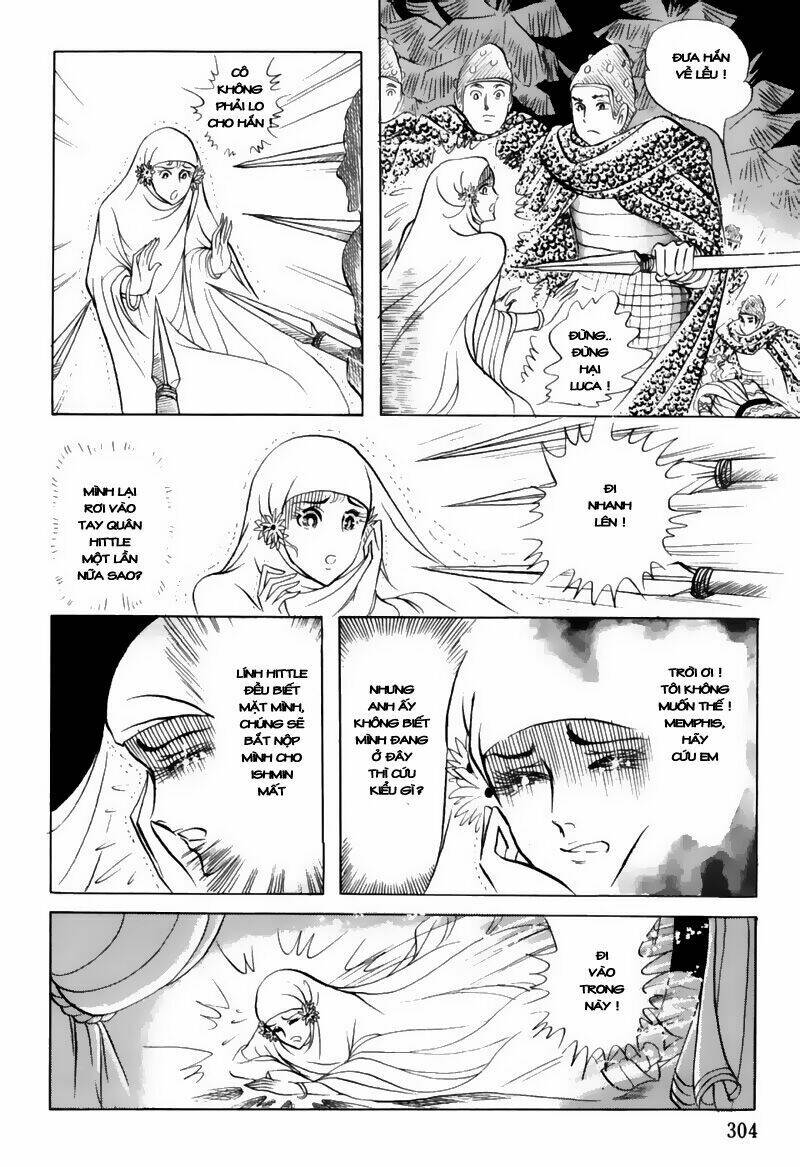 ĐƯA HẮN
VỀ LỀU !
ĐỪNG..
ĐỪNG
HẠI
LUCA !
CÔ
KHÔNG
PHẢI LO
CHO HẮN !
ĐI
NHANH
LÊN !
MÌNH LẠI
RƠI VÀO
TAY QUÂN
HITTLE
MỘT LẦN
NỮA SAO?
TRỜI ƠI !
TÔI KHÔNG
MUỐN THẾ !
MEMPHIS,
HÃY
CỨU EM
NHƯNG
ANH ẤY
KHÔNG BIẾT
MÌNH ĐANG
Ở ĐÂY
THÌ CỨU
KIỂU GÌ?
LÍNH HITTLE
ĐỀU BIẾT
MẶT MÌNH,
CHÚNG SẼ
BẮT NỘP
MÌNH CHO
ISHMIN
MẤT
ĐI
VÀO
TRONG
NÀY !
304